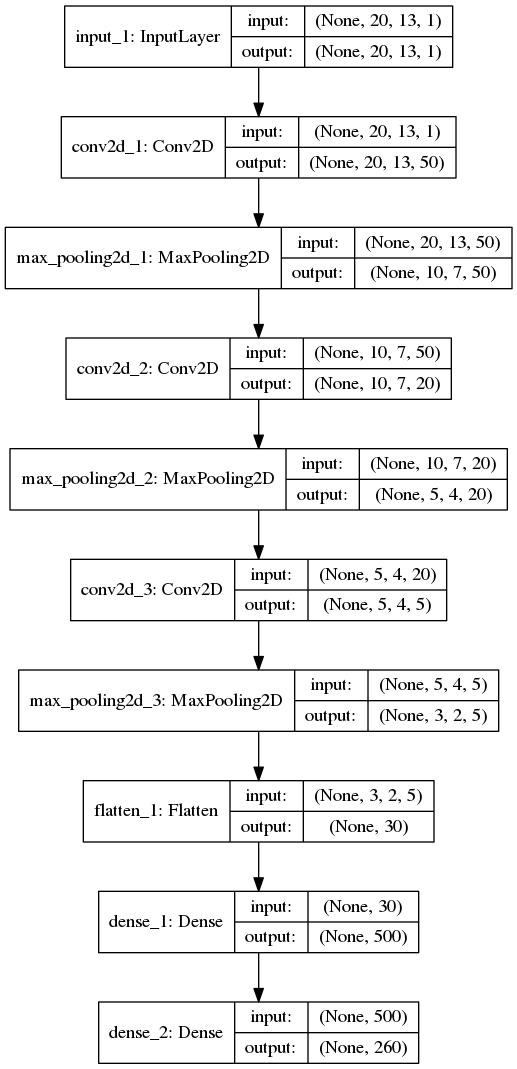 input_1: InputLayer
input: (None, 20, 13, 1)
output: (None, 20, 13, 1)
conv2d_1: Conv2D
input: (None, 20, 13, 1)
output: (None, 20, 13, 50)
max_pooling2d_1: MaxPooling2D
input: (None, 20, 13, 50)
output: (None, 10, 7, 50)
conv2d_2: Conv2D
input: (None, 10, 7, 50)
output: (None, 10, 7, 20)
max_pooling2d_2: MaxPooling2D
input: (None, 10, 7, 20)
output: (None, 5, 4, 20)
conv2d_3: Conv2D
input: (None, 5, 4, 20)
output: (None, 5, 4, 5)
max_pooling2d_3: MaxPooling2D
input: (None, 5, 4, 5)
output: (None, 3, 2, 5)
flatten_1: Flatten
input: (None, 3, 2, 5)
output: (None, 30)
dense_1: Dense
input: (None, 30)
output: (None, 500)
dense_2: Dense
input: (None, 500)
output: (None, 260)